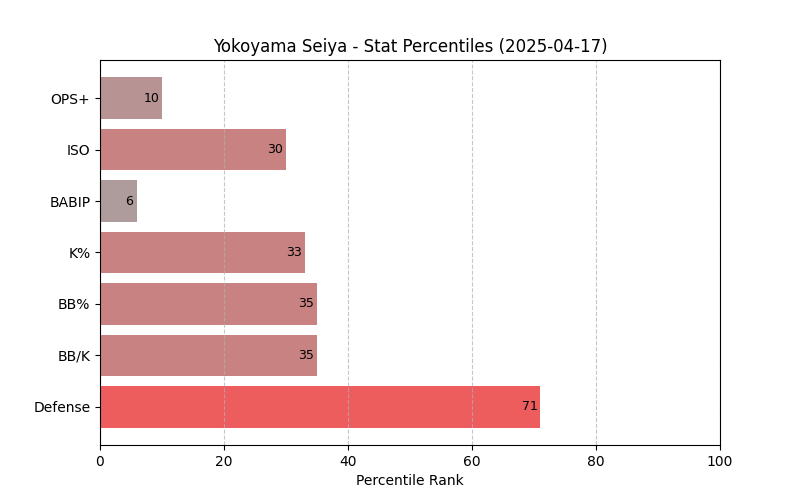 Yokoyama Seiya - Stat Percentiles (2025-04-17)
OPS+ 10
ISO 30
BABIP 6
K% 33
BB% 35
BB/K 35
Defense 71
0 20 40 60 80 100
Percentile Rank